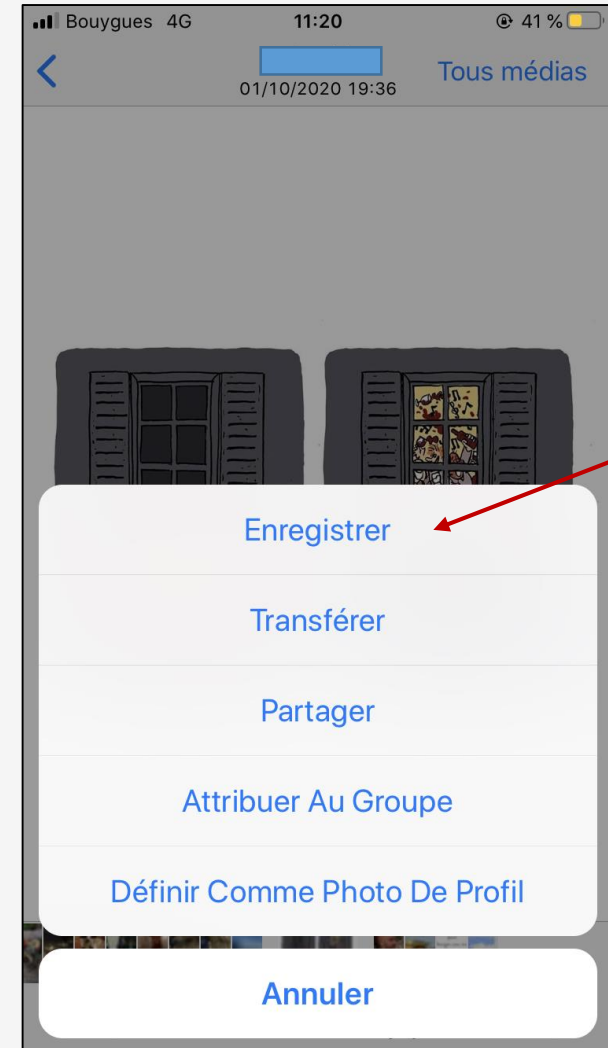 Bouygues 4G 11:20 41 %
01/10/2020 19:36 Tous médias
Enregistrer
Transférer
Partager
Attribuer Au Groupe
Définir Comme Photo De Profil
Annuler